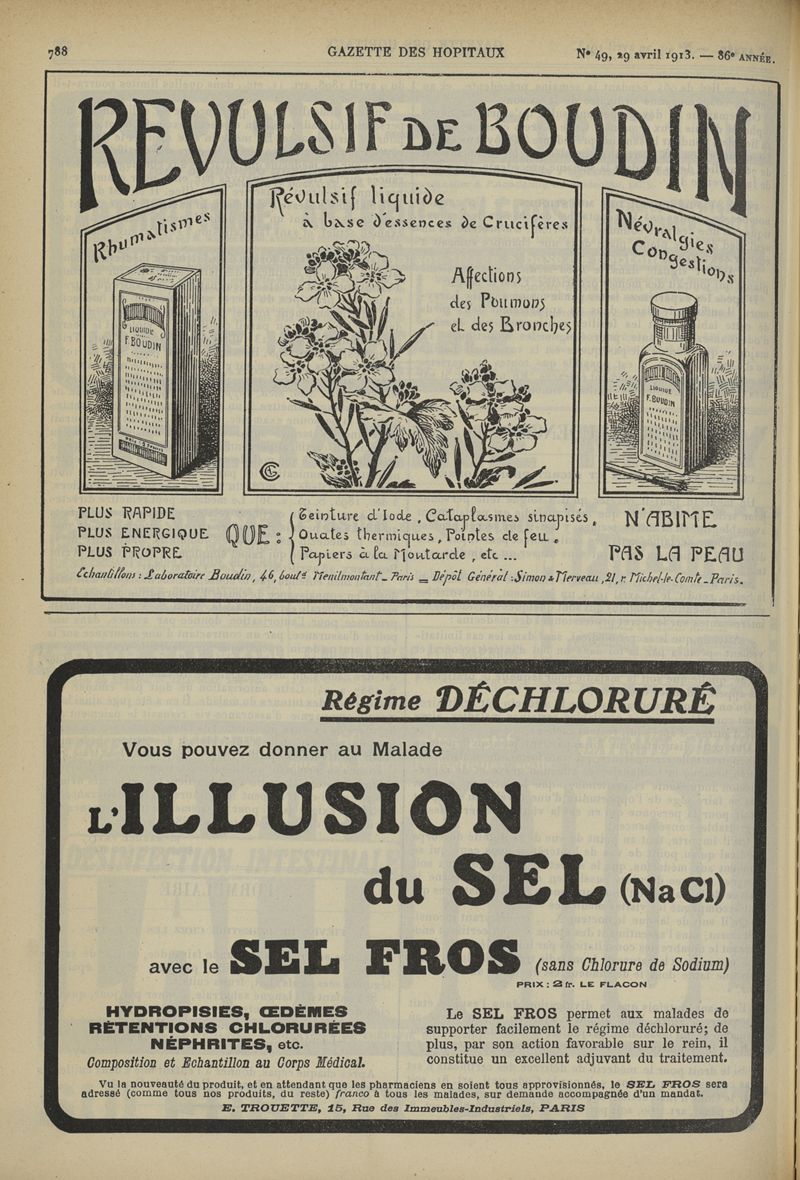 788
GAZETTE DES HOPITAUX
Nº 49, 29 avril 1913. — 86e ANNÉE.
REVULSIF DE BOUDIN
Rhumatismes
LIQUIDE
F. BOUDIN
Révulsif liquide
à base d'essences de Crucifères
Affections
des Poumons
et des Bronches
Névralgies
Congestions
LIQUIDE
F. BOUDIN
PLUS RAPIDE
PLUS ENERGIQUE
PLUS PROPRE
QUE :
Teinture d'Iode, Cataplasmes sinapisés,
Ouates thermiques, Pointes de feu,
Papiers à la Moutarde, etc...
N'ABIME
PAS LA PEAU
Echantillons : Laboratoire Boudin, 46, boulᵈ Menilmontant - Paris = Dépôt Général : Simon & Merveau, 21, r. Michel-le-Comte - Paris.
Régime DÉCHLORURÉ
Vous pouvez donner au Malade
L'ILLUSION
du SEL (NaCl)
avec le SEL FROS (sans Chlorure de Sodium)
PRIX : 2 fr. LE FLACON
HYDROPISIES, ŒDÈMES
RÉTENTIONS CHLORURÉES
NÉPHRITES, etc.
Composition et Echantillon au Corps Médical.
Le SEL FROS permet aux malades de
supporter facilement le régime déchloruré; de
plus, par son action favorable sur le rein, il
constitue un excellent adjuvant du traitement.
Vu la nouveauté du produit, et en attendant que les pharmaciens en soient tous approvisionnés, le SEL FROS sera
adressé (comme tous nos produits, du reste) franco à tous les malades, sur demande accompagnée d'un mandat.
E. TROUETTE, 15, Rue des Immeubles-Industriels, PARIS